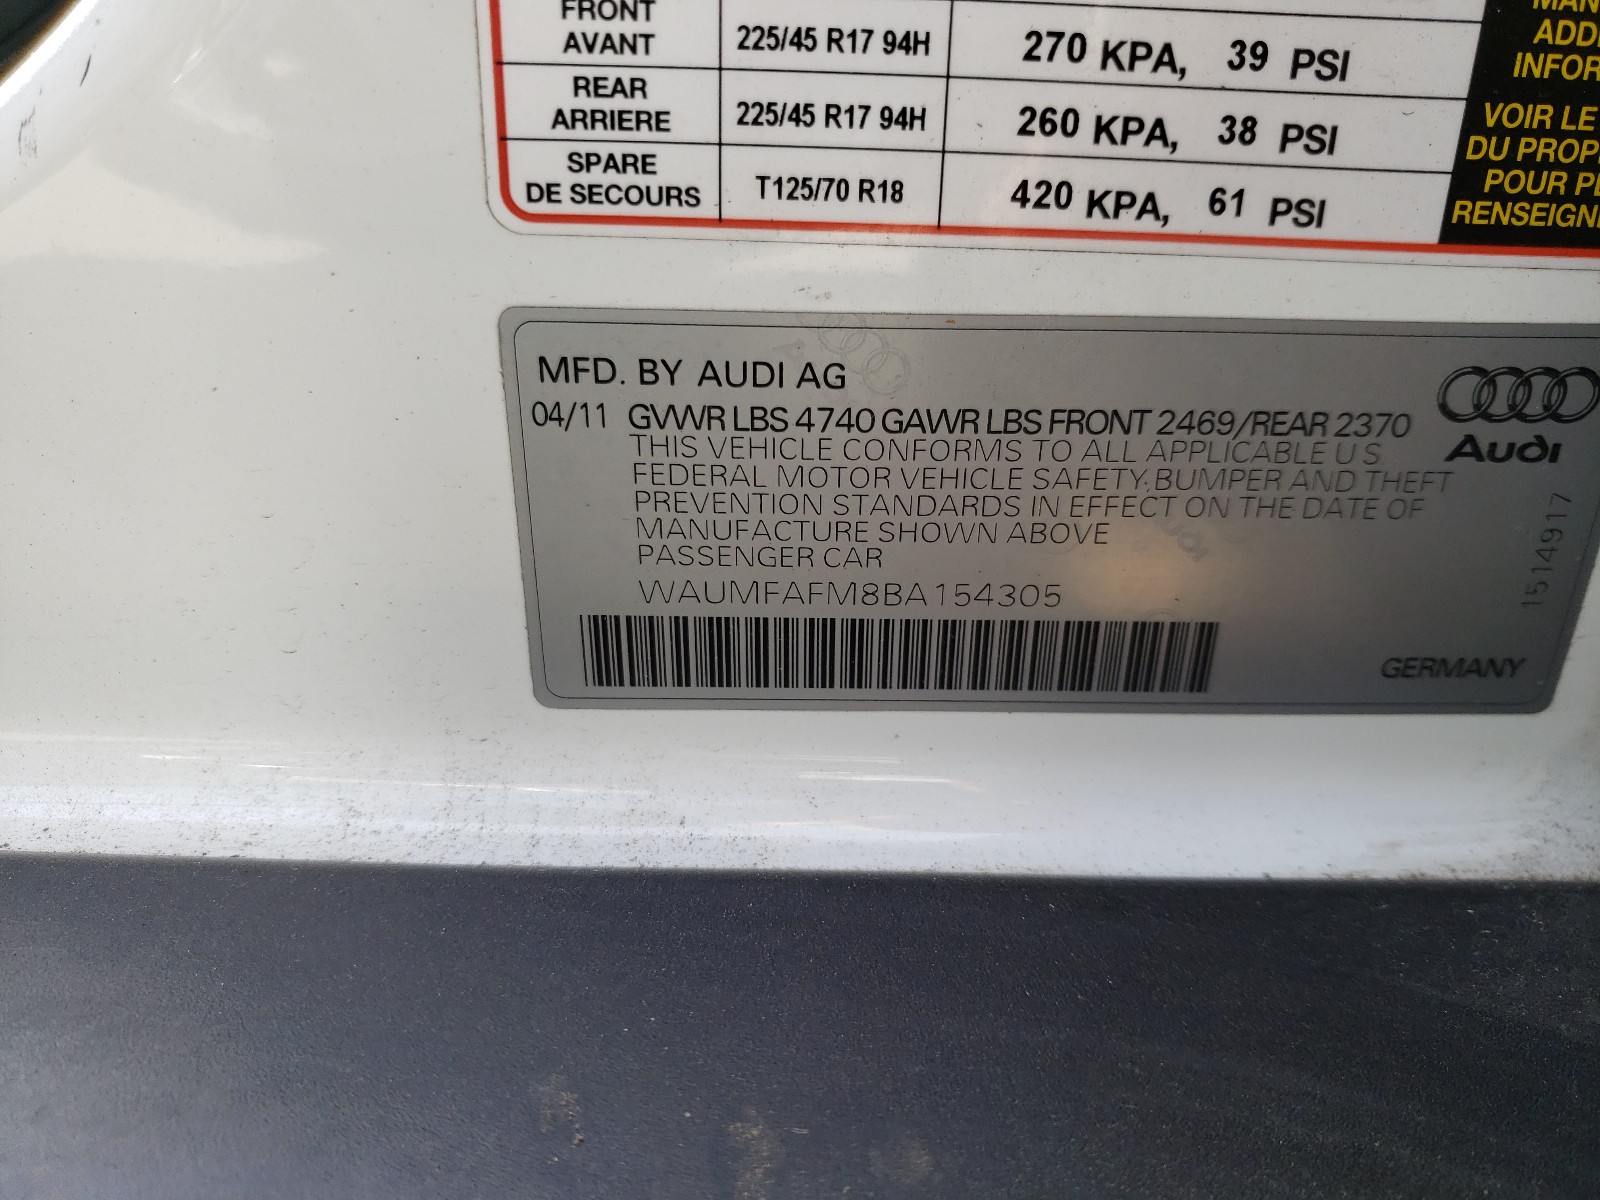 FRONT
AVANT 225/45 R17 94H 270 KPA, 39 PSI
REAR
ARRIERE 225/45 R17 94H 260 KPA, 38 PSI
SPARE
DE SECOURS T125/70 R18 420 KPA, 61 PSI
MAN
ADD
INFOR
VOIR LE
DU PROP
POUR PL
RENSEIGN
MFD. BY AUDI AG
04/11 GVWR LBS 4740 GAWR LBS FRONT 2469/REAR 2370
THIS VEHICLE CONFORMS TO ALL APPLICABLE U S
FEDERAL MOTOR VEHICLE SAFETY, BUMPER AND THEFT
PREVENTION STANDARDS IN EFFECT ON THE DATE OF
MANUFACTURE SHOWN ABOVE
PASSENGER CAR
WAUMFAFM8BA154305
Audi
1514917
GERMANY